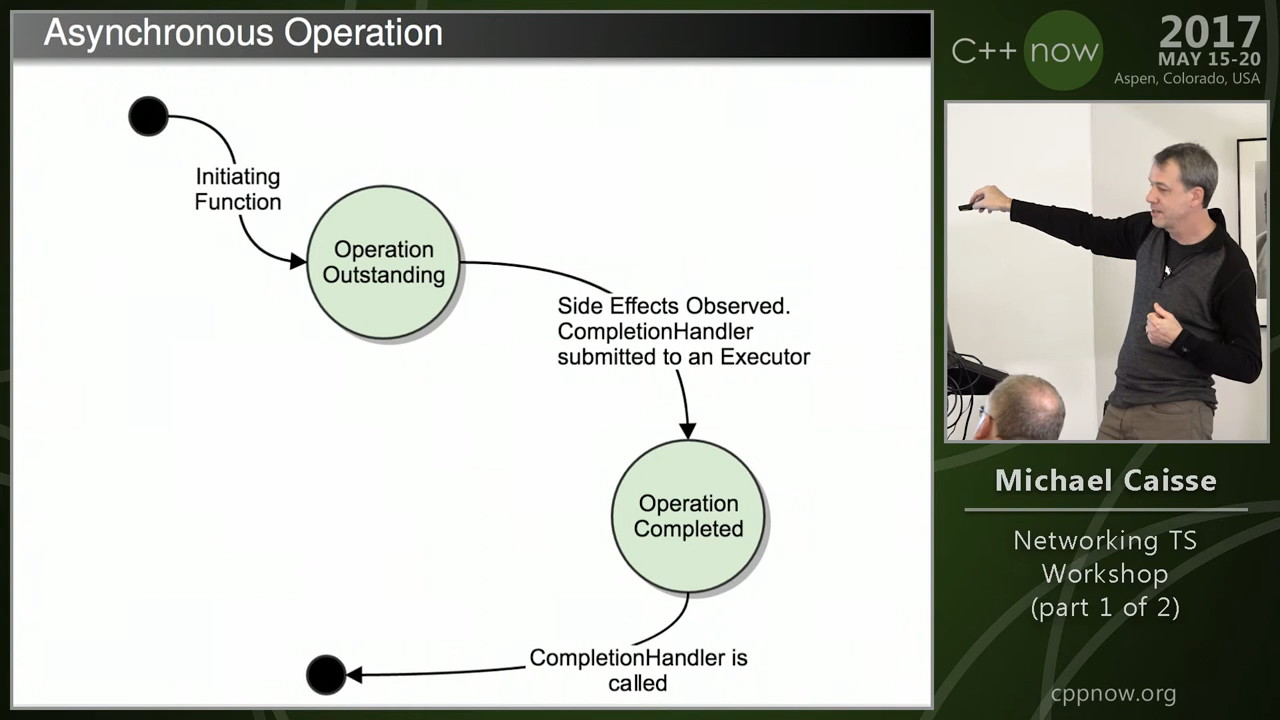 Asynchronous Operation
Initiating
Function
Operation
Outstanding
Side Effects Observed.
CompletionHandler
submitted to an Executor
Operation
Completed
CompletionHandler is
called
C++ now
2017
MAY 15-20
Aspen, Colorado, USA
Michael Caisse
Networking TS
Workshop
(part 1 of 2)
cppnow.org